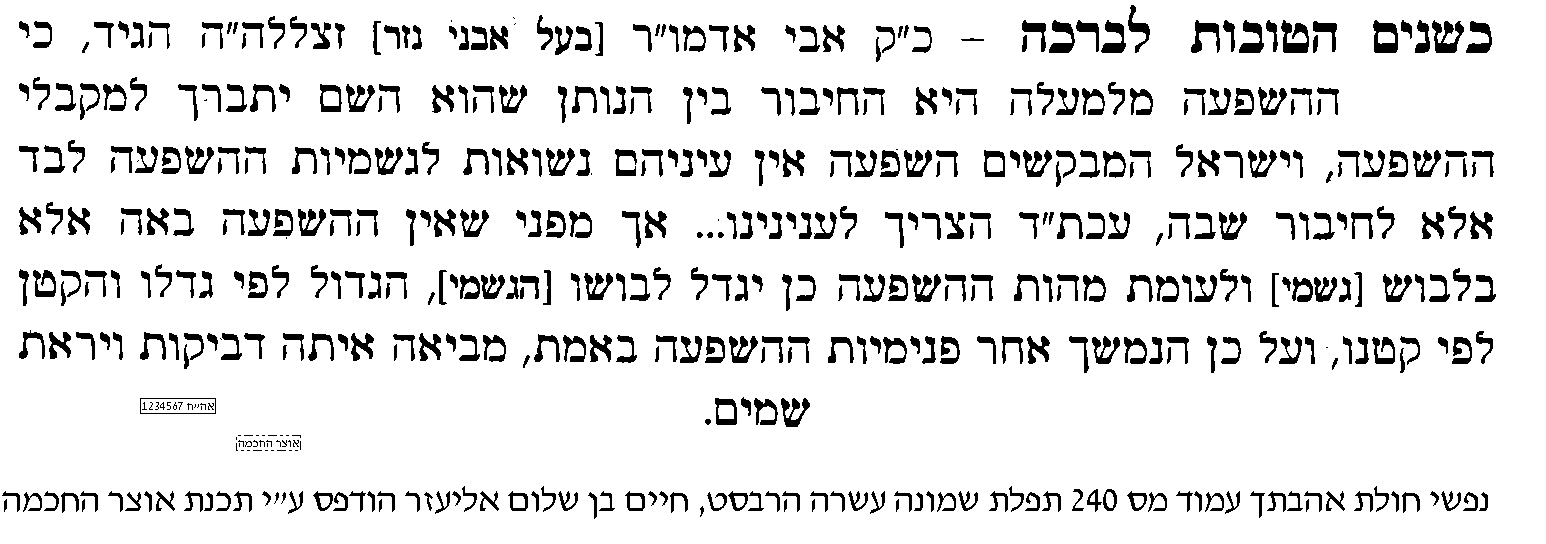 כשנים הטובות לברכה – כ"ק אבי אדמו"ר [בעל אבני נזר] זצללה"ה הגיד, כי
ההשפעה מלמעלה היא החיבור בין הנותן שהוא השם יתברך למקבלי
ההשפעה, וישראל המבקשים השפעה אין עיניהם נשואות לגשמיות ההשפעה לבד
אלא לחיבור שבה, עכת"ד הצריך לענינינו... אך מפני שאין ההשפעה באה אלא
בלבוש [גשמי] ולעומת מהות ההשפעה כן יגדל לבושו [הגשמי], הגדול לפי גדלו והקטן
לפי קטנו, ועל כן הנמשך אחר פנימיות ההשפעה באמת, מביאה איתה דביקות ויראת
שמים.
אח"ח 1234567
אוצר החכמה
נפשי חולת אהבתך עמוד מס 240 תפלת שמונה עשרה הרבסט, חיים בן שלום אליעזר הודפס ע"י תכנת אוצר החכמה